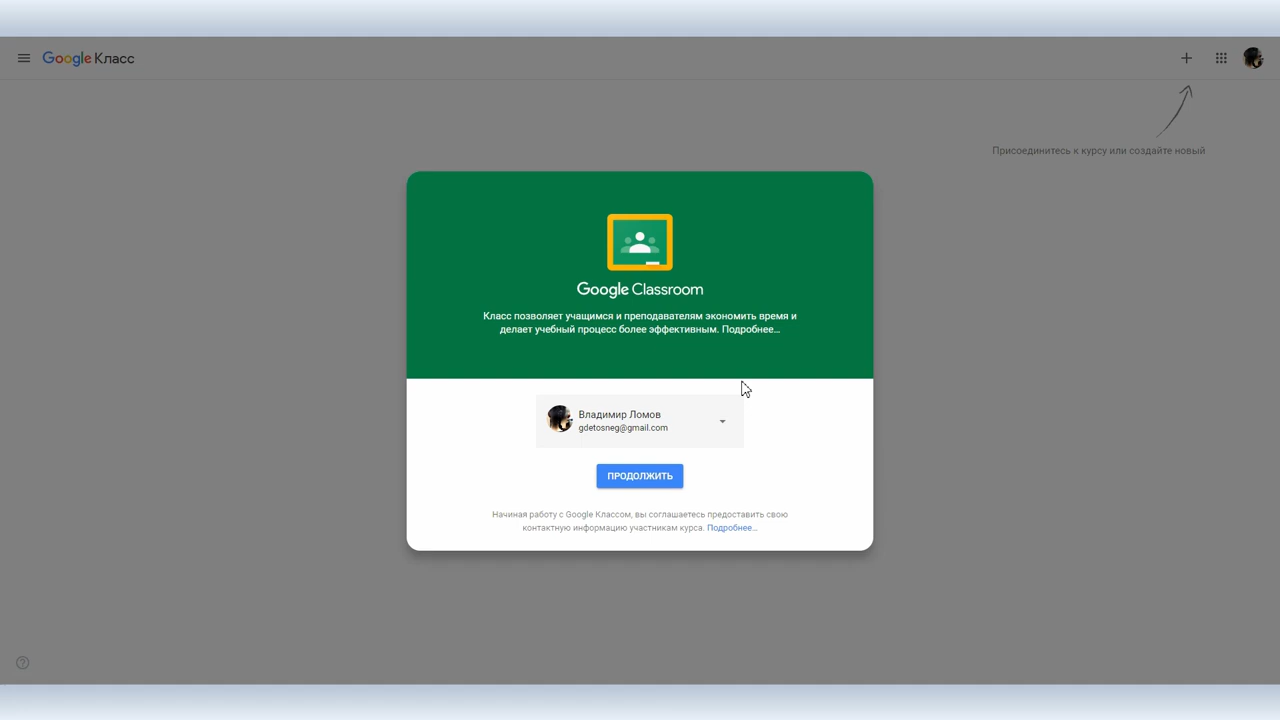 Google Класс
Присоединитесь к курсу или создайте новый
Google Classroom
Класс позволяет учащимся и преподавателям экономить время и
делает учебный процесс более эффективным. Подробнее…
Владимир Ломов
gdetosneg@gmail.com
ПРОДОЛЖИТЬ
Начиная работу с Google Классом, вы соглашаетесь предоставить свою
контактную информацию участникам курса. Подробнее…